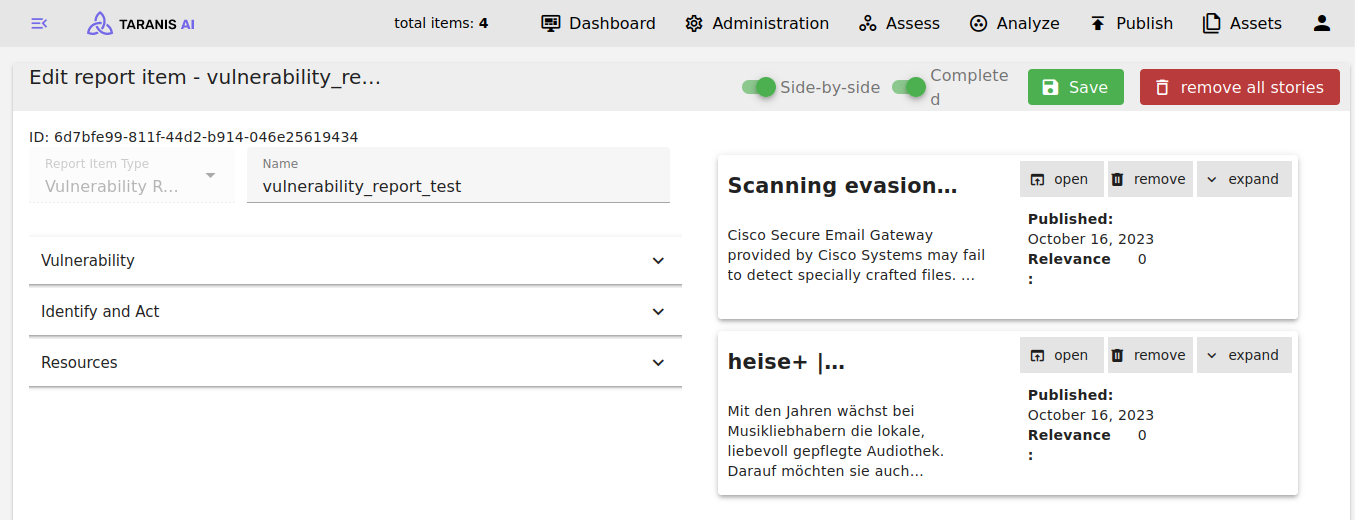 TARANIS AI
total items: 4
Dashboard
Administration
Assess
Analyze
Publish
Assets
Edit report item - vulnerability_re...
Side-by-side
Complete
d
Save
remove all stories
ID: 6d7bfe99-811f-44d2-b914-046e25619434
Report Item Type
Vulnerability R...
Name
vulnerability_report_test
Vulnerability
Identify and Act
Resources
Scanning evasion...
open
remove
expand
Cisco Secure Email Gateway
provided by Cisco Systems may fail
to detect specially crafted files. ...
Published:
October 16, 2023
Relevance 0
:
heise+ |...
open
remove
expand
Mit den Jahren wächst bei
Musikliebhabern die lokale,
liebevoll gepflegte Audiothek.
Darauf möchten sie auch...
Published:
October 16, 2023
Relevance 0
: